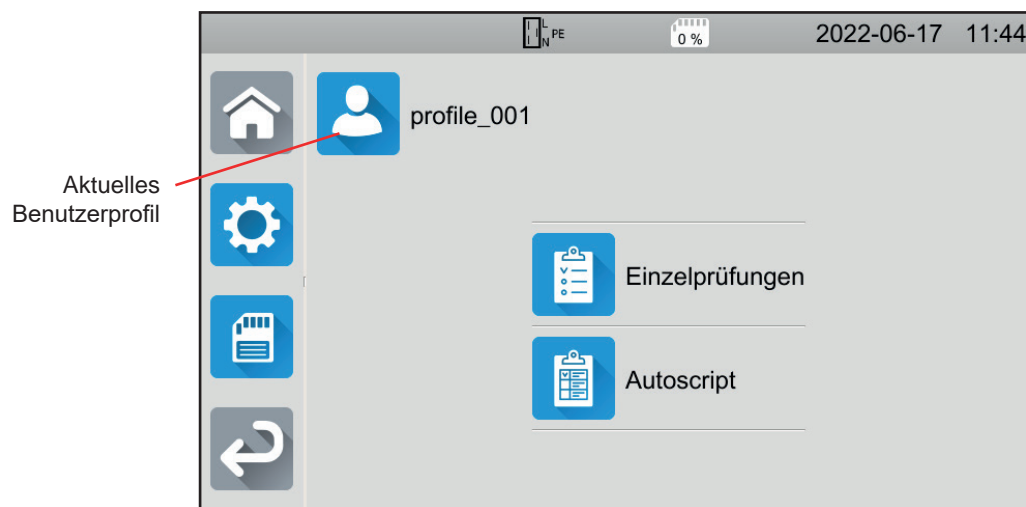 L
N PE
0 %
2022-06-17 11:44
profile_001
Aktuelles
Benutzerprofil
Einzelprüfungen
Autoscript